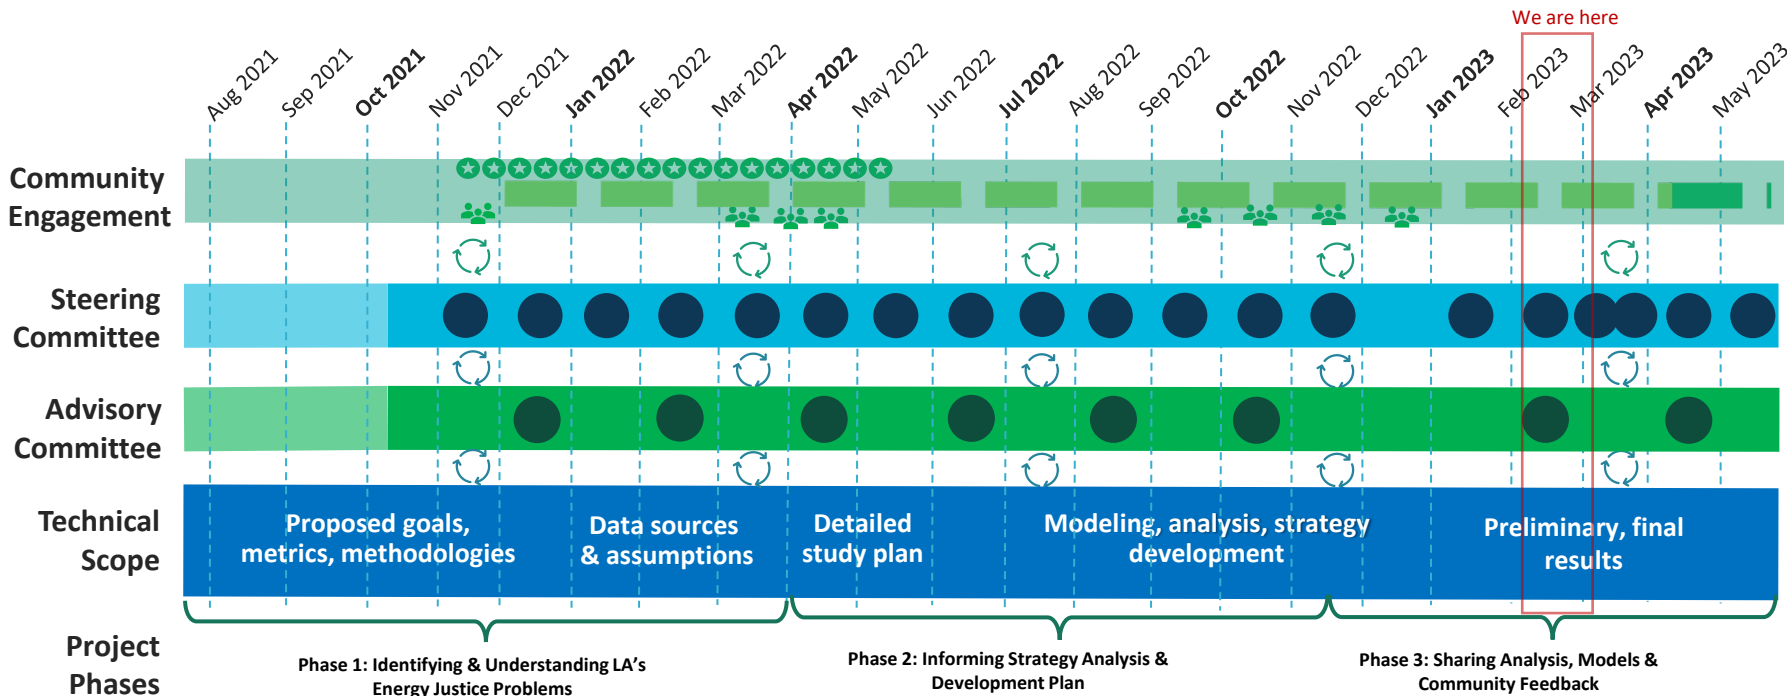 We are here
Aug 2021
Sep 2021
Oct 2021
Nov 2021
Dec 2021
Jan 2022
Feb 2022
Mar 2022
Apr 2022
May 2022
Jun 2022
Jul 2022
Aug 2022
Sep 2022
Oct 2022
Nov 2022
Dec 2022
Jan 2023
Feb 2023
Mar 2023
Apr 2023
May 2023
Community
Engagement
Steering
Committee
Advisory
Committee
Technical
Scope
Proposed goals,
metrics, methodologies
Data sources
& assumptions
Detailed
study plan
Modeling, analysis, strategy
development
Preliminary, final
results
Project
Phases
Phase 1: Identifying & Understanding LA's
Energy Justice Problems
Phase 2: Informing Strategy Analysis &
Development Plan
Phase 3: Sharing Analysis, Models &
Community Feedback